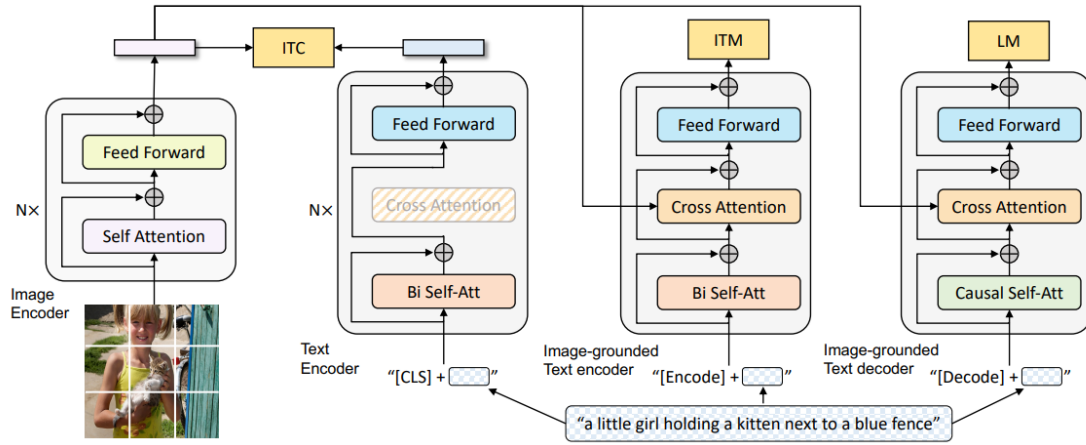 ITC
ITM
LM
Feed Forward
Feed Forward
Feed Forward
Feed Forward
N×
Self Attention
N×
Cross Attention
Cross Attention
Cross Attention
Bi Self-Att
Bi Self-Att
Causal Self-Att
Image
Encoder
Text
Encoder
Image-grounded
Text encoder
Image-grounded
Text decoder
“[CLS] + ”
“[Encode] + ”
“[Decode] + ”
“a little girl holding a kitten next to a blue fence”